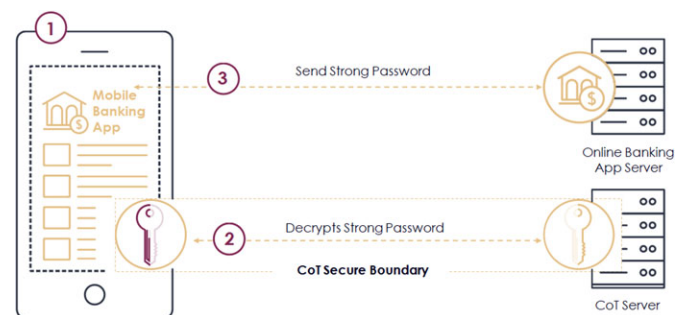 1
Mobile
Banking
App
$
3
Send Strong Password
$
Online Banking
App Server
2
Decrypts Strong Password
CoT Secure Boundary
CoT Server